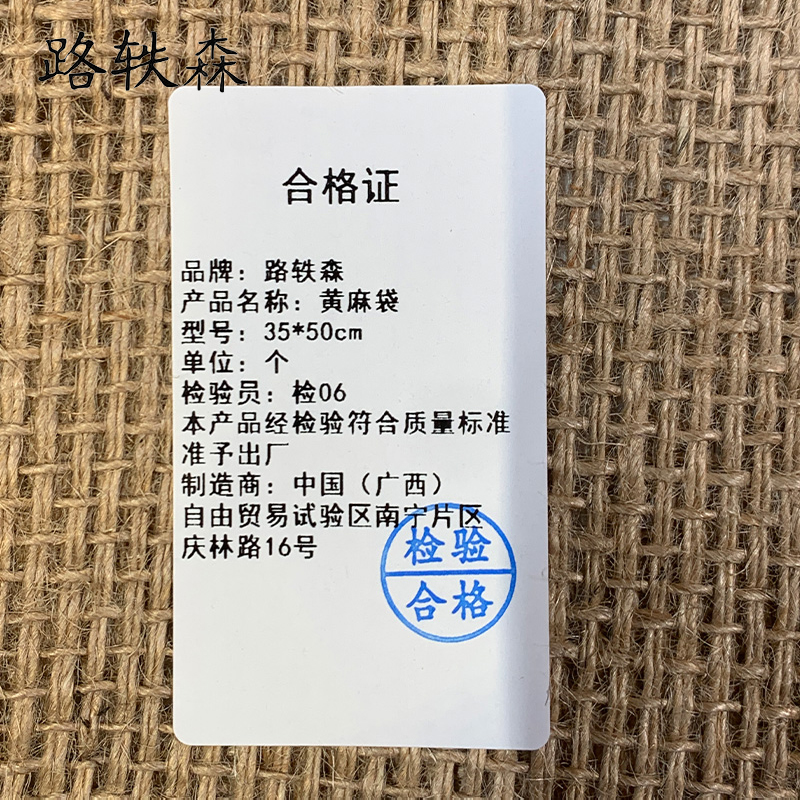 路轶森
合格证
品牌：路轶森
产品名称：黄麻袋
型号：35*50cm
单位：个
检验员：检06
本产品经检验符合质量标准
准予出厂
制造商：中国（广西）
自由贸易试验区南宁片区
庆林路16号
检验
合格